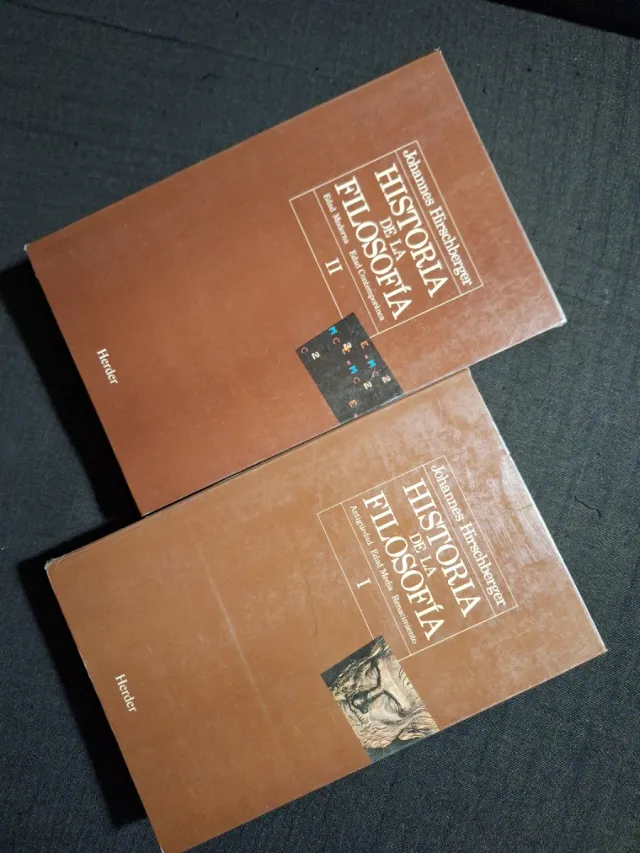 Johannes Hirschberger
HISTORIA
DE LA
FILOSOFÍA
Edad Moderna Edad Contemporánea
II
Herder
Johannes Hirschberger
HISTORIA
DE LA
FILOSOFÍA
Antigüedad Edad Media Renacimiento
I
Herder